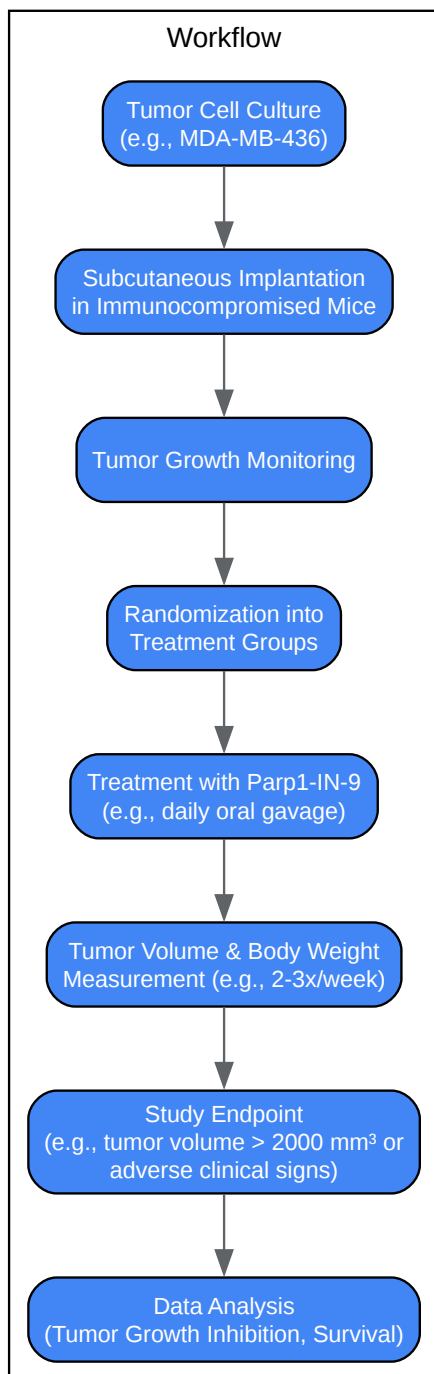 Workflow
Tumor Cell Culture
(e.g., MDA-MB-436)
Subcutaneous Implantation
in Immunocompromised Mice
Tumor Growth Monitoring
Randomization into
Treatment Groups
Treatment with Parp1-IN-9
(e.g., daily oral gavage)
Tumor Volume & Body Weight
Measurement (e.g., 2-3x/week)
Study Endpoint
(e.g., tumor volume > 2000 mm³ or
adverse clinical signs)
Data Analysis
(Tumor Growth Inhibition, Survival)